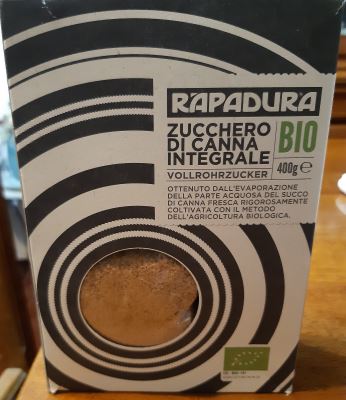 RAPADURA
ZUCCHERO
DI CANNA
INTEGRALE
BIO
VOLLROHRZUCKER
400g ℮
OTTENUTO DALL'EVAPORAZIONE
DELLA PARTE ACQUOSA DEL SUCCO
DI CANNA FRESCA RIGOROSAMENTE
COLTIVATA CON IL METODO
DELL'AGRICOLTURA BIOLOGICA.